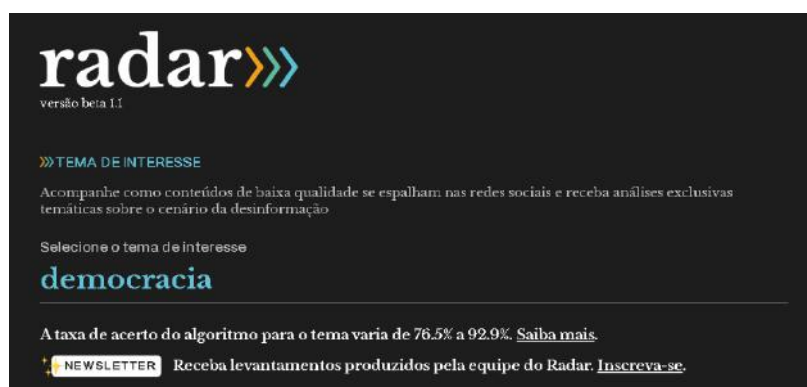 radar
versão beta 1.1
TEMA DE INTERESSE
Acompanhe como conteúdos de baixa qualidade se espalham nas redes sociais e receba análises exclusivas
temáticas sobre o cenário da desinformação
Selecione o tema de interesse
democracia
A taxa de acerto do algoritmo para o tema varia de 76.5% a 92.9%. Saiba mais.
NEWSLETTER Receba levantamentos produzidos pela equipe do Radar. Inscreva-se.